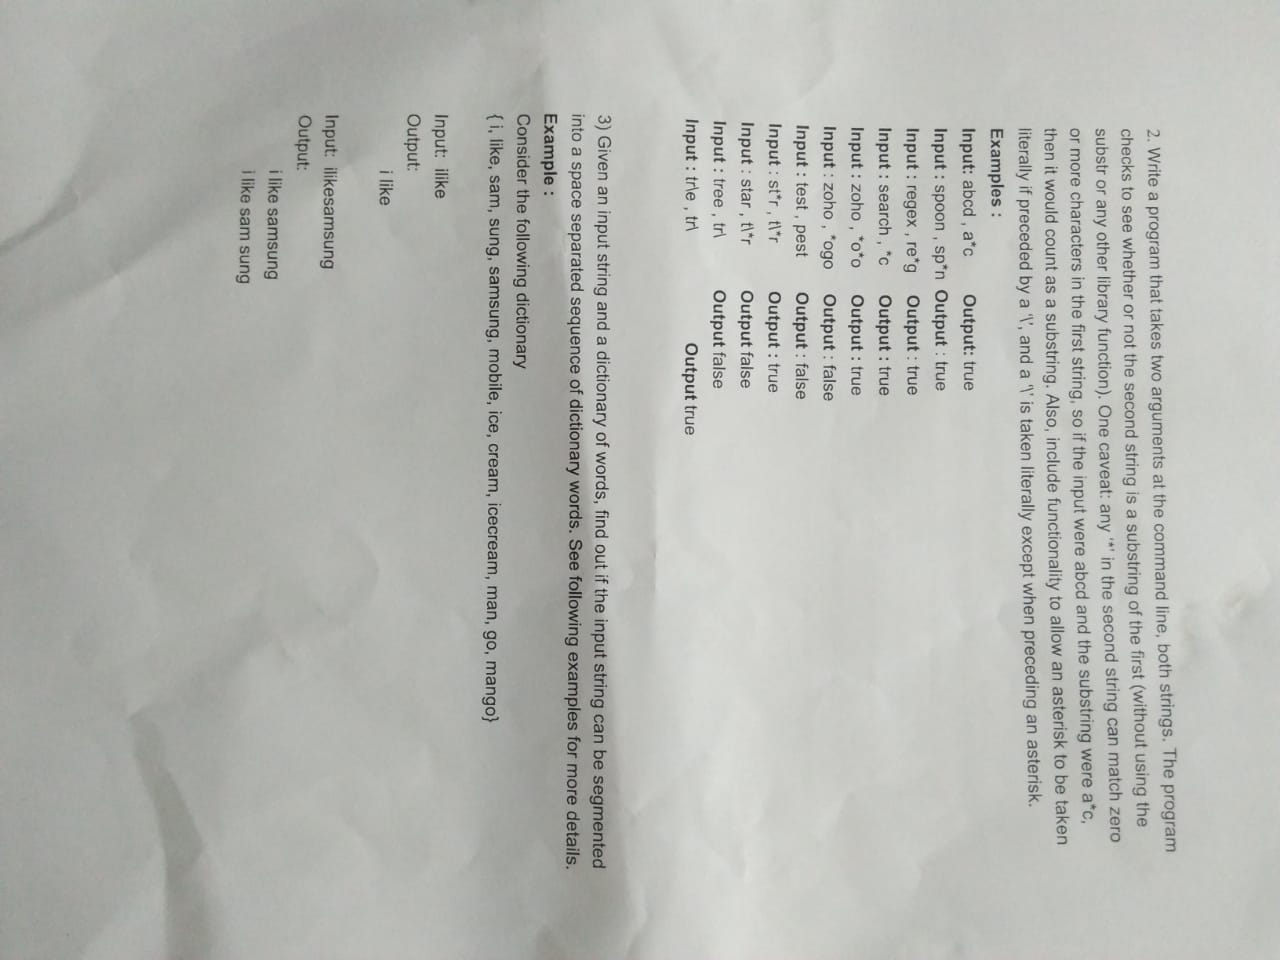 2. Write a program that takes two arguments at the command line, both strings. The program
checks to see whether or not the second string is a substring of the first (without using the
substr or any other library function). One caveat: any '*' in the second string can match zero
or more characters in the first string, so if the input were abcd and the substring were a*c,
then it would count as a substring. Also, include functionality to allow an asterisk to be taken
literally if preceded by a '\', and a '\' is taken literally except when preceding an asterisk.
Examples :
Input: abcd , a*c Output: true
Input : spoon , sp*n Output : true
Input : regex , re*g Output : true
Input : search , *c Output : true
Input : zoho , *o*o Output : true
Input : zoho , *ogo Output : false
Input : test , pest Output : false
Input : st*r , t\*r Output : true
Input : star , t\*r Output false
Input : tree , tr\ Output false
Input : tr\e , tr\ Output true
3) Given an input string and a dictionary of words, find out if the input string can be segmented
into a space separated sequence of dictionary words. See following examples for more details.
Example :
Consider the following dictionary
{ i, like, sam, sung, samsung, mobile, ice, cream, icecream, man, go, mango}
Input: ilike
Output:
i like
Input: ilikesamsung
Output:
i like samsung
i like sam sung